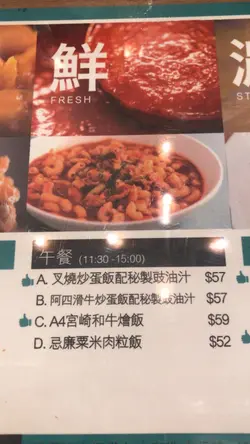 鮮
FRESH
ST
午餐 (11:30 -15:00)
A. 叉燒炒蛋飯配秘製豉油汁 $57
B. 阿四滑牛炒蛋飯配秘製豉油汁 $57
C. A4宮崎和牛燴飯 $59
D. 忌廉粟米肉粒飯 $52